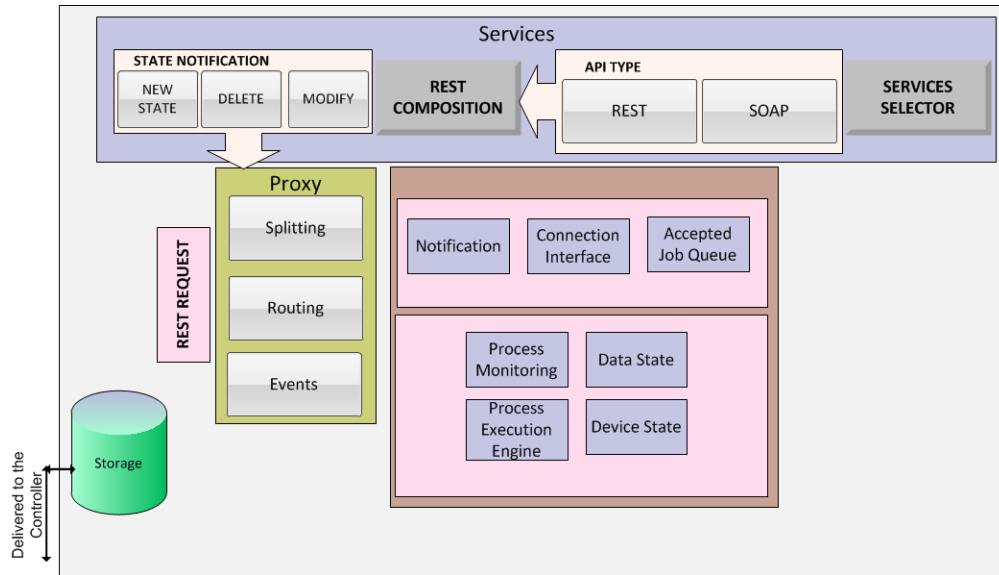 Services
STATE NOTIFICATION
NEW
STATE
DELETE
MODIFY
REST
COMPOSITION
API TYPE
REST
SOAP
SERVICES
SELECTOR
Proxy
Splitting
Routing
Events
REST REQUEST
Notification
Connection
Interface
Accepted
Job Queue
Process
Monitoring
Data State
Process
Execution
Engine
Device State
Storage
Delivered to the
Controller